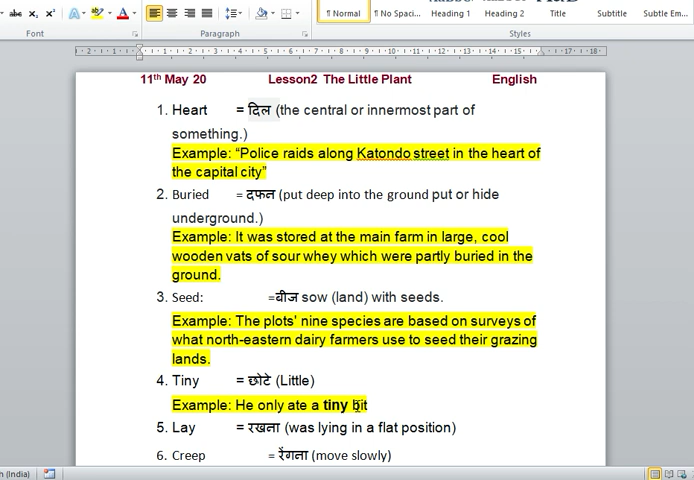 Font
Paragraph
¶ Normal
¶ No Spaci...
Heading 1
Heading 2
Title
Subtitle
Subtle Em...
Styles
11th May 20 Lesson2 The Little Plant English
1. Heart = दिल (the central or innermost part of
something.)
Example: “Police raids along Katondo street in the heart of
the capital city”
2. Buried = दफन (put deep into the ground put or hide
underground.)
Example: It was stored at the main farm in large, cool
wooden vats of sour whey which were partly buried in the
ground.
3. Seed: =बीज sow (land) with seeds.
Example: The plots’ nine species are based on surveys of
what north-eastern dairy farmers use to seed their grazing
lands.
4. Tiny = छोटे (Little)
Example: He only ate a tiny bit
5. Lay = रखना (was lying in a flat position)
6. Creep = रेंगना (move slowly)
(India)